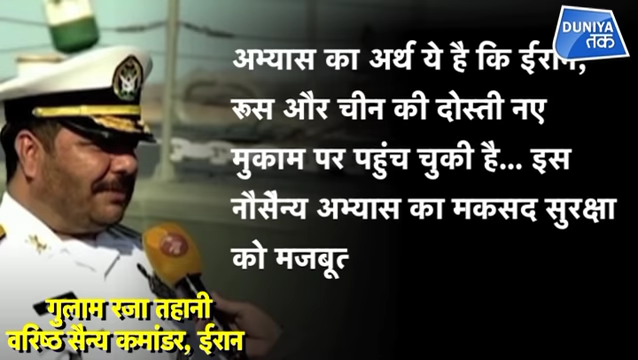 DUNIYA
तक
अभ्यास का अर्थ ये है कि ईरान,
रूस और चीन की दोस्ती नए
मुकाम पर पहुंच चुकी है... इस
नौसैन्य अभ्यास का मकसद सुरक्षा
को मजबूत
गुलाम रजा तहानी
वरिष्ठ सैन्य कमांडर, ईरान